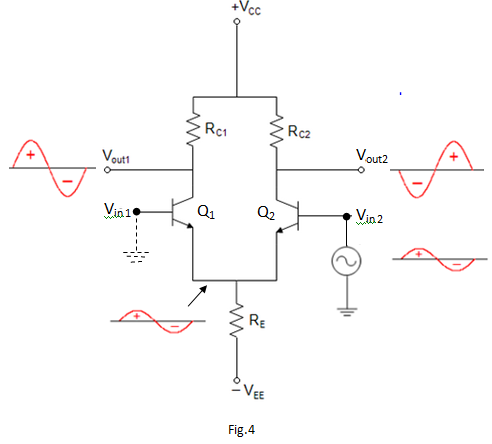 +VCC
RC1
RC2
Vout1
Vout2
+
−
−
+
Vin1
Q1
Q2
Vin2
+
−
+
−
RE
− VEE
Fig.4